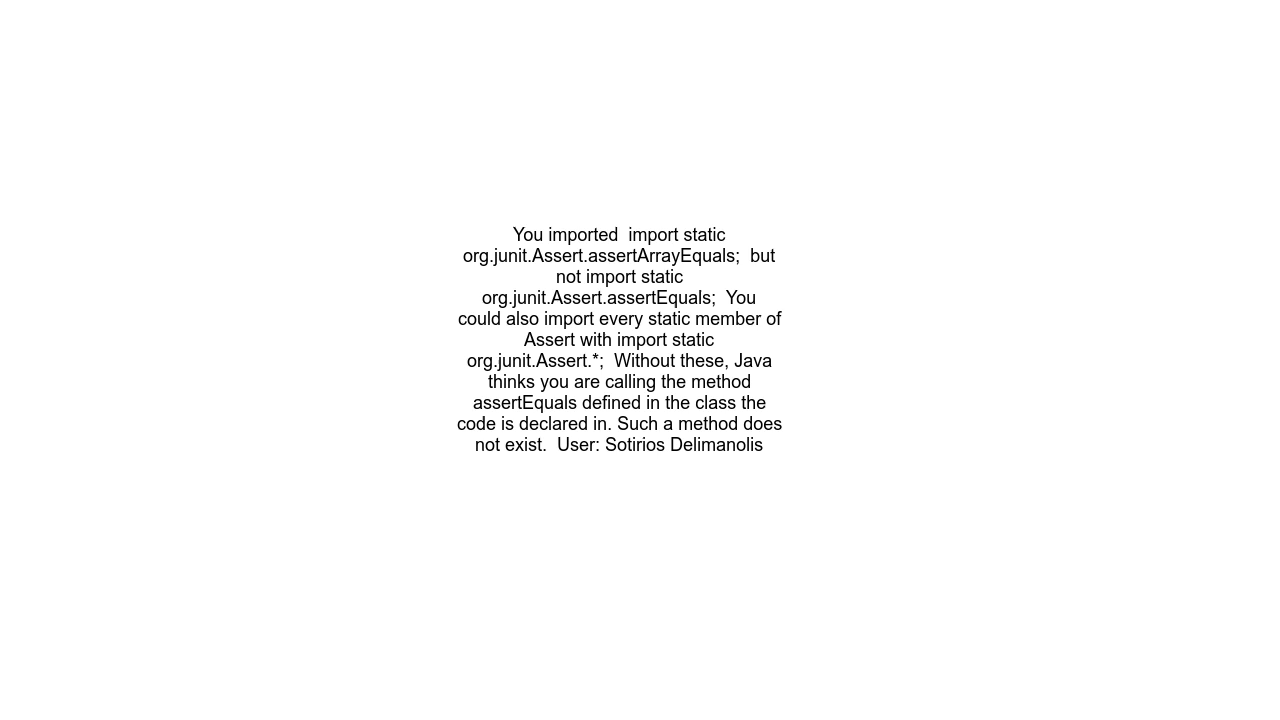 You imported  import static
org.junit.Assert.assertArrayEquals;  but
not import static
org.junit.Assert.assertEquals;  You
could also import every static member of
Assert with import static
org.junit.Assert.*;  Without these, Java
thinks you are calling the method
assertEquals defined in the class the
code is declared in. Such a method does
not exist.  User: Sotirios Delimanolis